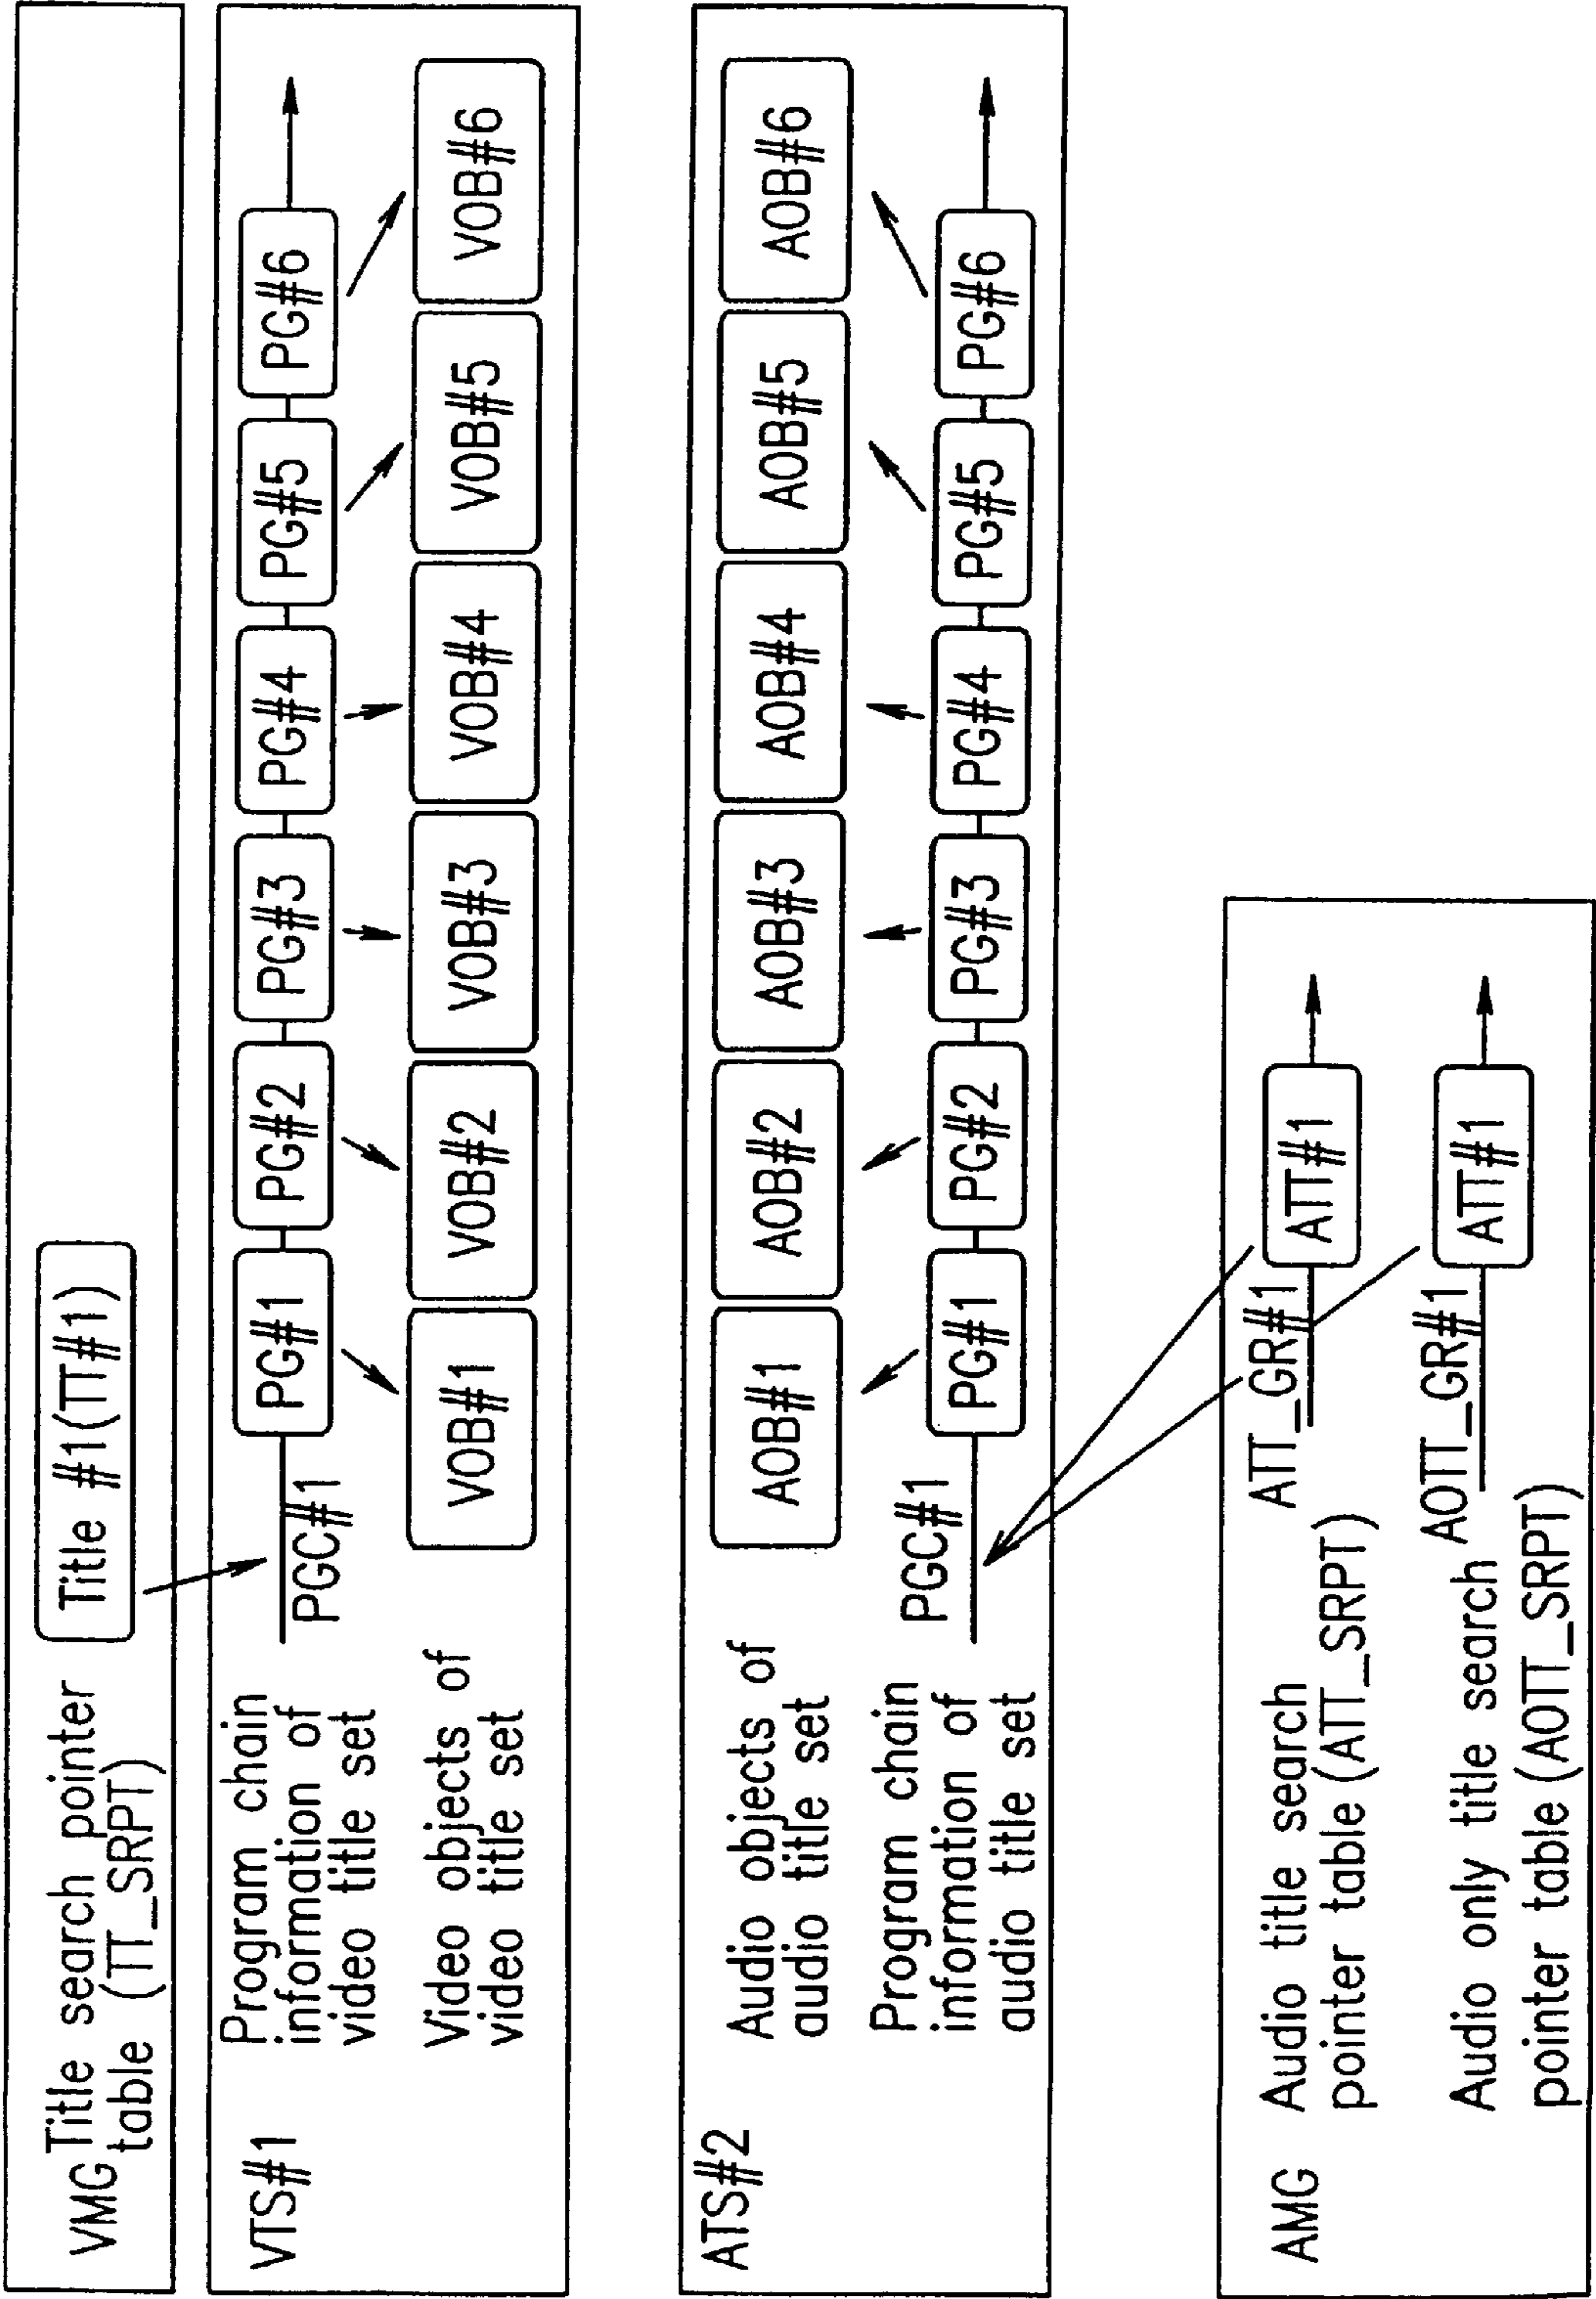 VMG
Title search pointer
table (TT_SRPT)
Title #1(TT#1)
VTS#1
Program chain
information of
video title set
PGC#1
PG#1
PG#2
PG#3
PG#4
PG#5
PG#6
Video objects of
video title set
VOB#1
VOB#2
VOB#3
VOB#4
VOB#5
VOB#6
ATS#2
Audio objects of
audio title set
AOB#1
AOB#2
AOB#3
AOB#4
AOB#5
AOB#6
Program chain
information of
audio title set
PGC#1
PG#1
PG#2
PG#3
PG#4
PG#5
PG#6
AMG
Audio title search
pointer table (ATT_SRPT)
ATT_GR#1
ATT#1
Audio only title search
pointer table (AOTT_SRPT)
AOTT_GR#1
ATT#1